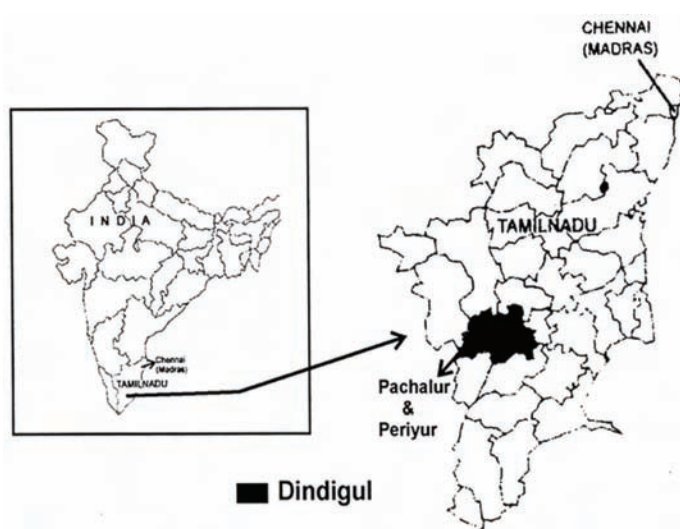 INDIA
Chennai
(Madras)
TAMILNADU
CHENNAI
(MADRAS)
TAMILNADU
Pachalur
&
Periyur
Dindigul